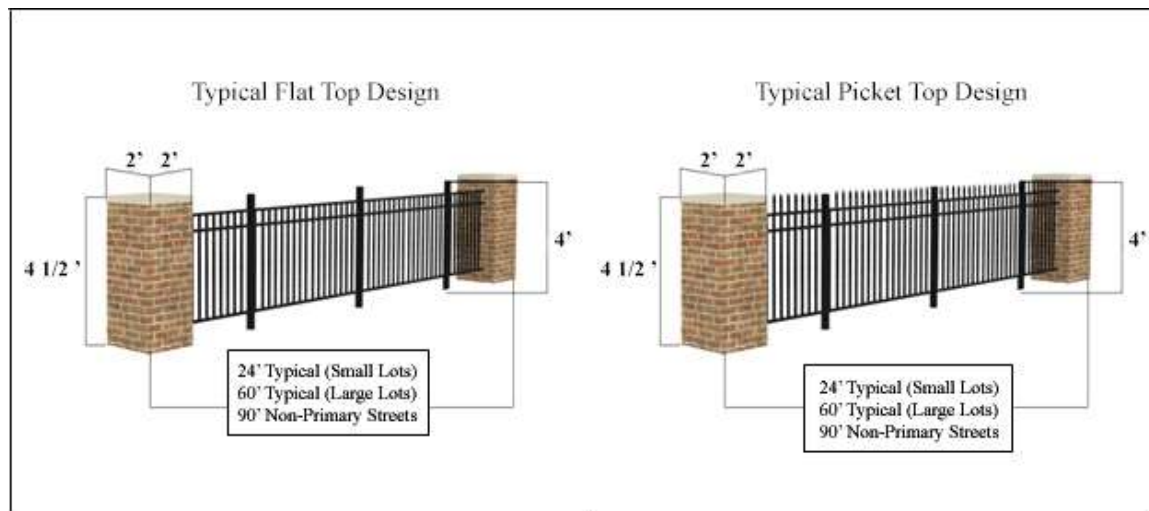 Typical Flat Top Design
2’ 2’
4 1/2 ’
4’
24’ Typical (Small Lots)
60’ Typical (Large Lots)
90’ Non-Primary Streets
Typical Picket Top Design
2’ 2’
4 1/2 ’
4’
24’ Typical (Small Lots)
60’ Typical (Large Lots)
90’ Non-Primary Streets